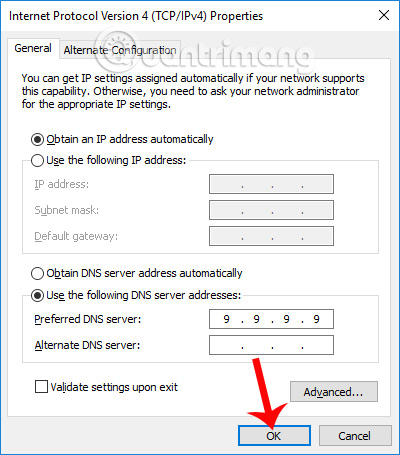 Internet Protocol Version 4 (TCP/IPv4) Properties
General
Alternate Configuration
@uantrimang
You can get IP settings assigned automatically if your network supports
this capability. Otherwise, you need to ask your network administrator
for the appropriate IP settings.
Obtain an IP address automatically
Use the following IP address:
IP address:
. . .
Subnet mask:
. . .
Default gateway:
. . .
Obtain DNS server address automatically
Use the following DNS server addresses:
Preferred DNS server:
9 . 9 . 9 . 9
Alternate DNS server:
. . .
Validate settings upon exit
Advanced...
OK
Cancel